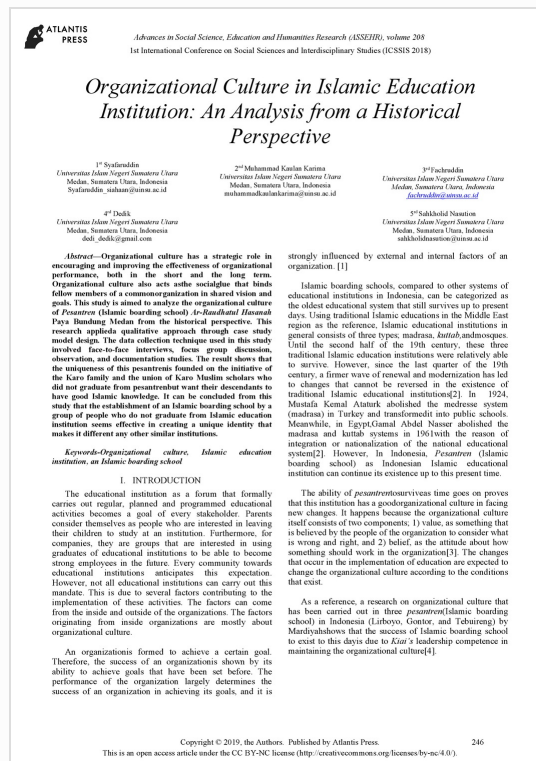 ATLANTIS
PRESS
Advances in Social Science, Education and Humanities Research (ASSEHR), volume 208
1st International Conference on Social Sciences and Interdisciplinary Studies (ICSSIS 2018)
Organizational Culture in Islamic Education
Institution: An Analysis from a Historical
Perspective
1st Syafaruddin
Universitas Islam Negeri Sumatera Utara
Medan, Sumatera Utara, Indonesia
Syafaruddin_siahaan@uinsu.ac.id
2nd Muhammad Kaulan Karima
Universitas Islam Negeri Sumatera Utara
Medan, Sumatera Utara, Indonesia
muhammadkaulankarima@uinsu.ac.id
3rd Fachruddin
Universitas Islam Negeri Sumatera Utara
Medan, Sumatera Utara, Indonesia
fachruddin@uinsu.ac.id
4rd Dedik
Universitas Islam Negeri Sumatera Utara
Medan, Sumatera Utara, Indonesia
dedi_dedik@gmail.com
5rd Sahkholid Nasution
Universitas Islam Negeri Sumatera Utara
Medan, Sumatera Utara, Indonesia
sahkholidnasution@uinsu.ac.id
Abstract—Organizational culture has a strategic role in
encouraging and improving the effectiveness of organizational
performance, both in the short and the long term.
Organizational culture also acts asthe socialglue that binds
fellow members of a commonorganization in shared vision and
goals. This study is aimed to analyze the organizational culture
of Pesantren (Islamic boarding school) Ar-Raudhatul Hasanah
Paya Bundung Medan from the historical perspective. This
research applieda qualitative approach through case study
model design. The data collection technique used in this study
involved face-to-face interviews, focus group discussion,
observation, and documentation studies. The result shows that
the uniqueness of this pesantrenis founded on the initiative of
the Karo family and the union of Karo Muslim scholars who
did not graduate from pesantrenbut want their descendants to
have good Islamic knowledge. It can be concluded from this
study that the establishment of an Islamic boarding school by a
group of people who do not graduate from Islamic education
institution seems effective in creating a unique identity that
makes it different any other similar institutions.
Keywords-Organizational culture, Islamic education
institution, an Islamic boarding school
I. INTRODUCTION
The educational institution as a forum that formally
carries out regular, planned and programmed educational
activities becomes a goal of every stakeholder. Parents
consider themselves as people who are interested in leaving
their children to study at an institution. Furthermore, for
companies, they are groups that are interested in using
graduates of educational institutions to be able to become
strong employees in the future. Every community towards
educational institutions anticipates this expectation.
However, not all educational institutions can carry out this
mandate. This is due to several factors contributing to the
implementation of these activities. The factors can come
from the inside and outside of the organizations. The factors
originating from inside organizations are mostly about
organizational culture.
An organizationis formed to achieve a certain goal.
Therefore, the success of an organizationis shown by its
ability to achieve goals that have been set before. The
performance of the organization largely determines the
success of an organization in achieving its goals, and it is
strongly influenced by external and internal factors of an
organization. [1]
Islamic boarding schools, compared to other systems of
educational institutions in Indonesia, can be categorized as
the oldest educational system that still survives up to present
days. Using traditional Islamic educations in the Middle East
region as the reference, Islamic educational institutions in
general consists of three types; madrasa, kuttab,andmosques.
Until the second half of the 19th century, these three
traditional Islamic education institutions were relatively able
to survive. However, since the last quarter of the 19th
century, a firmer wave of renewal and modernization has led
to changes that cannot be reversed in the existence of
traditional Islamic educational institutions[2]. In 1924,
Mustafa Kemal Ataturk abolished the medresse system
(madrasa) in Turkey and transformedit into public schools.
Meanwhile, in Egypt,Gamal Abdel Nasser abolished the
madrasa and kuttab systems in 1961with the reason of
integration or nationalization of the national educational
system[2]. However, In Indonesia, Pesantren (Islamic
boarding school) as Indonesian Islamic educational
institution can continue its existence up to this present time.
The ability of pesantrentosurviveas time goes on proves
that this institution has a goodorganizational culture in facing
new changes. It happens because the organizational culture
itself consists of two components; 1) value, as something that
is believed by the people of the organization to consider what
is wrong and right, and 2) belief, as the attitude about how
something should work in the organization[3]. The changes
that occur in the implementation of education are expected to
change the organizational culture according to the conditions
that exist.
As a reference, a research on organizational culture that
has been carried out in three pesantren(Islamic boarding
school) in Indonesia (Lirboyo, Gontor, and Tebuireng) by
Mardiyahshows that the success of Islamic boarding school
to exist to this dayis due to Kiai's leadership competence in
maintaining the organizational culture[4].
Copyright © 2019, the Authors. Published by Atlantis Press.
This is an open access article under the CC BY-NC license (http://creativecommons.org/licenses/by-nc/4.0/).
246